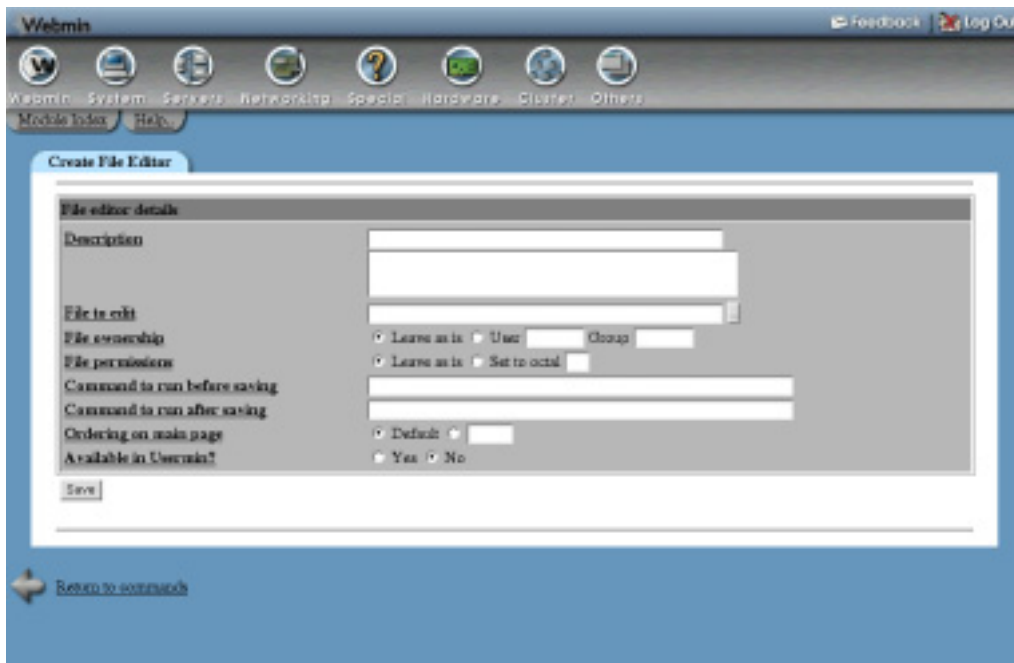 Webmin
Feedback Log Ou
Webmin System Servers Networking Special Hardware Cluster Others
Module Index Help..
Create File Editor
File editor details
Description
File to edit
File ownership Leave as is User Group
File permissions Leave as is Set to octal
Command to run before saving
Command to run after saving
Ordering on main page Default
Available in Usermin? Yes No
Save
Return to commands